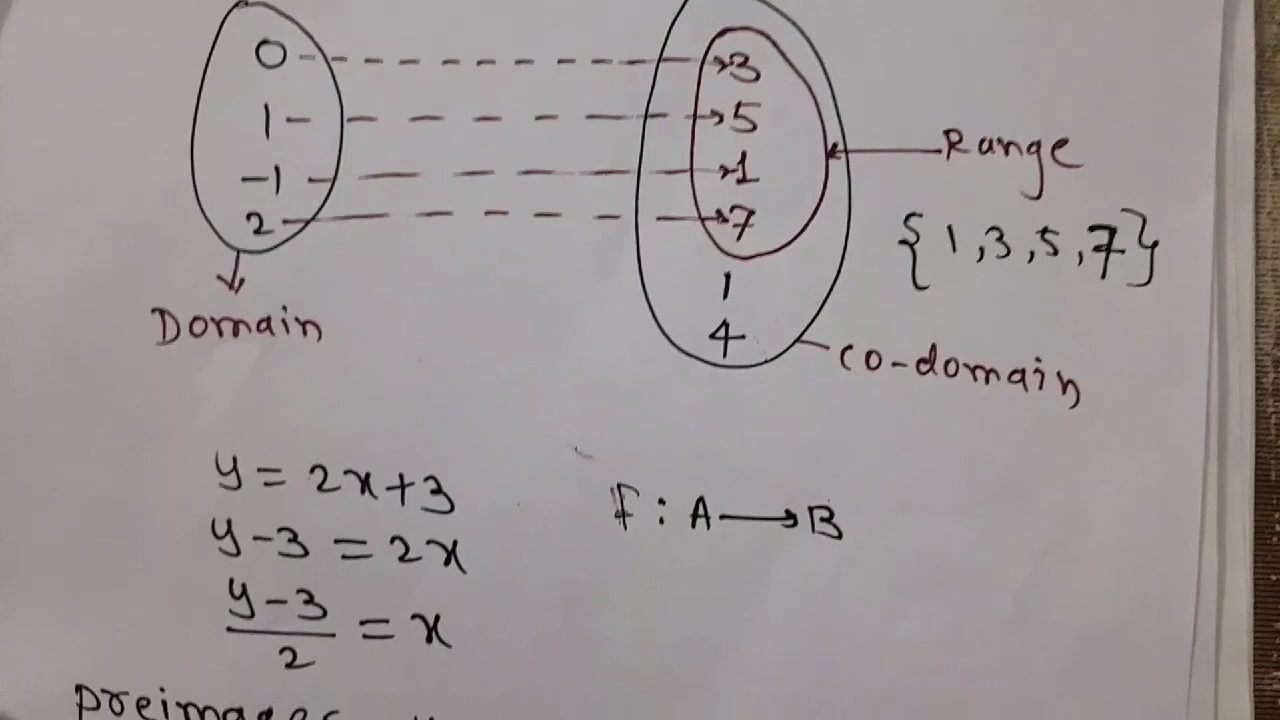 0 3
1 5
-1 1
2 7
Range
{1,3,5,7}
1
4
Domain
co-domain
y = 2x+3
y-3 = 2x
y-3/2 = x
F : A → B